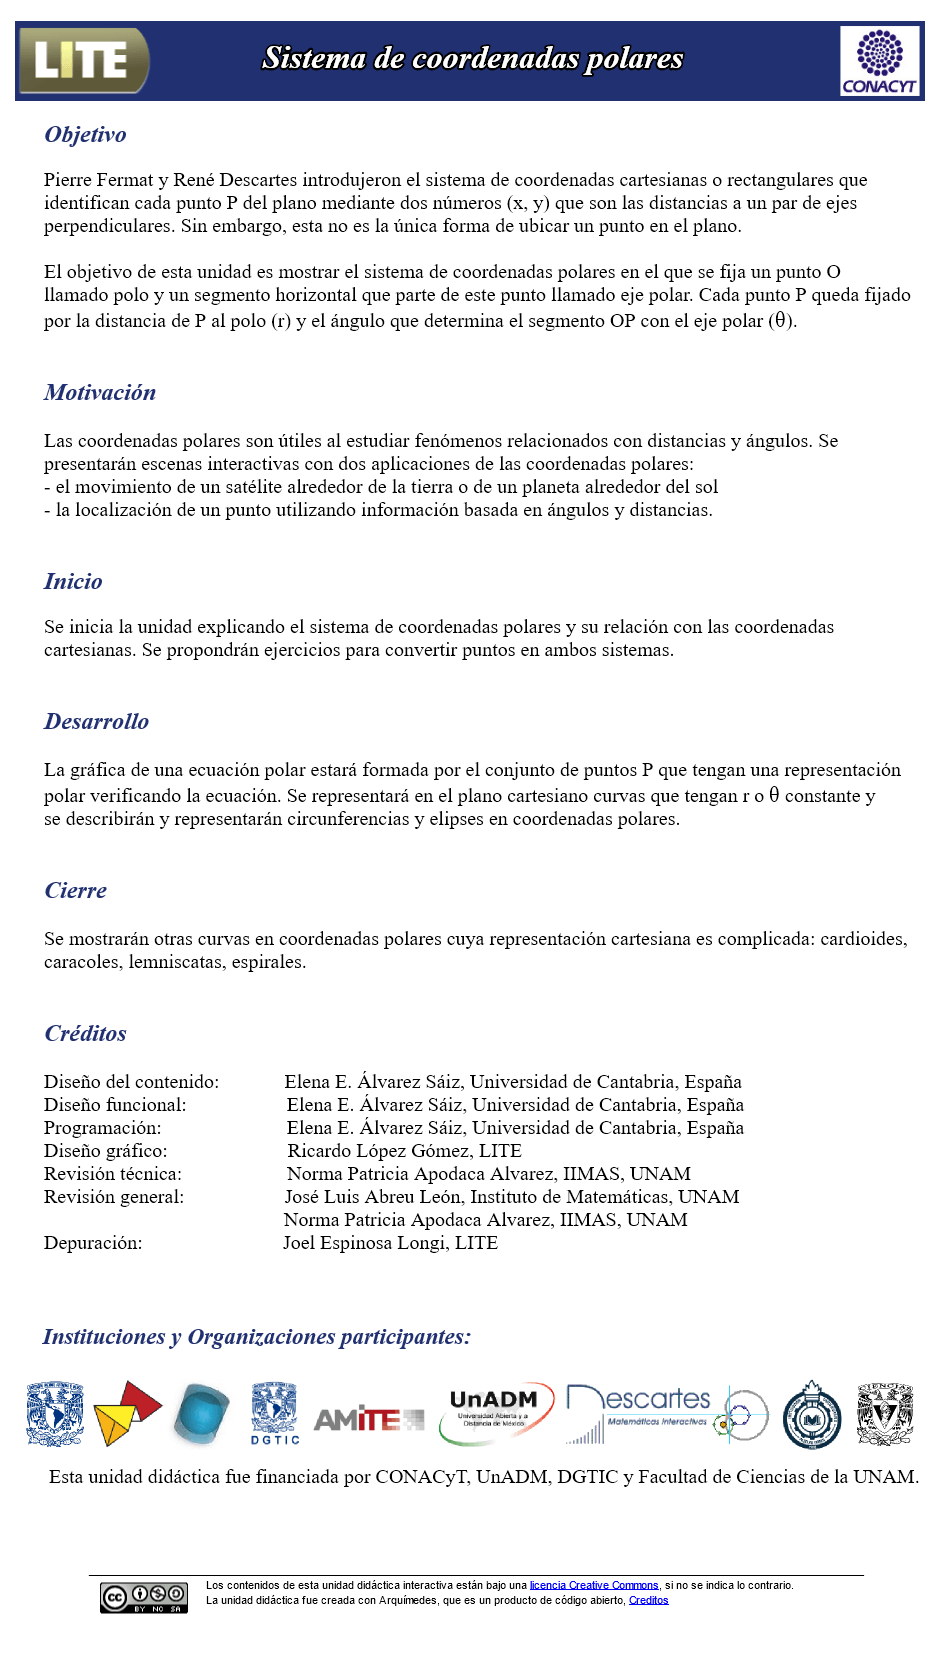 LITE
Sistema de coordenadas polares
CONACYT
Objetivo
Pierre Fermat y René Descartes introdujeron el sistema de coordenadas cartesianas o rectangulares que
identifican cada punto P del plano mediante dos números (x, y) que son las distancias a un par de ejes
perpendiculares. Sin embargo, esta no es la única forma de ubicar un punto en el plano.
El objetivo de esta unidad es mostrar el sistema de coordenadas polares en el que se fija un punto O
llamado polo y un segmento horizontal que parte de este punto llamado eje polar. Cada punto P queda fijado
por la distancia de P al polo (r) y el ángulo que determina el segmento OP con el eje polar (θ).
Motivación
Las coordenadas polares son útiles al estudiar fenómenos relacionados con distancias y ángulos. Se
presentarán escenas interactivas con dos aplicaciones de las coordenadas polares:
- el movimiento de un satélite alrededor de la tierra o de un planeta alrededor del sol
- la localización de un punto utilizando información basada en ángulos y distancias.
Inicio
Se inicia la unidad explicando el sistema de coordenadas polares y su relación con las coordenadas
cartesianas. Se propondrán ejercicios para convertir puntos en ambos sistemas.
Desarrollo
La gráfica de una ecuación polar estará formada por el conjunto de puntos P que tengan una representación
polar verificando la ecuación. Se representará en el plano cartesiano curvas que tengan r o θ constante y
se describirán y representarán circunferencias y elipses en coordenadas polares.
Cierre
Se mostrarán otras curvas en coordenadas polares cuya representación cartesiana es complicada: cardioides,
caracoles, lemniscatas, espirales.
Créditos
Diseño del contenido: Elena E. Álvarez Sáiz, Universidad de Cantabria, España
Diseño funcional: Elena E. Álvarez Sáiz, Universidad de Cantabria, España
Programación: Elena E. Álvarez Sáiz, Universidad de Cantabria, España
Diseño gráfico: Ricardo López Gómez, LITE
Revisión técnica: Norma Patricia Apodaca Alvarez, IIMAS, UNAM
Revisión general: José Luis Abreu León, Instituto de Matemáticas, UNAM
Norma Patricia Apodaca Alvarez, IIMAS, UNAM
Depuración: Joel Espinosa Longi, LITE
Instituciones y Organizaciones participantes:
DGTIC
AMITE
UnADM
Universidad Abierta y a
Distancia de México
Descartes
Matemáticas Interactivas
CIENCIAS
Esta unidad didáctica fue financiada por CONACyT, UnADM, DGTIC y Facultad de Ciencias de la UNAM.
cc
BY NC SA
Los contenidos de esta unidad didáctica interactiva están bajo una licencia Creative Commons, si no se indica lo contrario.
La unidad didáctica fue creada con Arquímedes, que es un producto de código abierto, Creditos